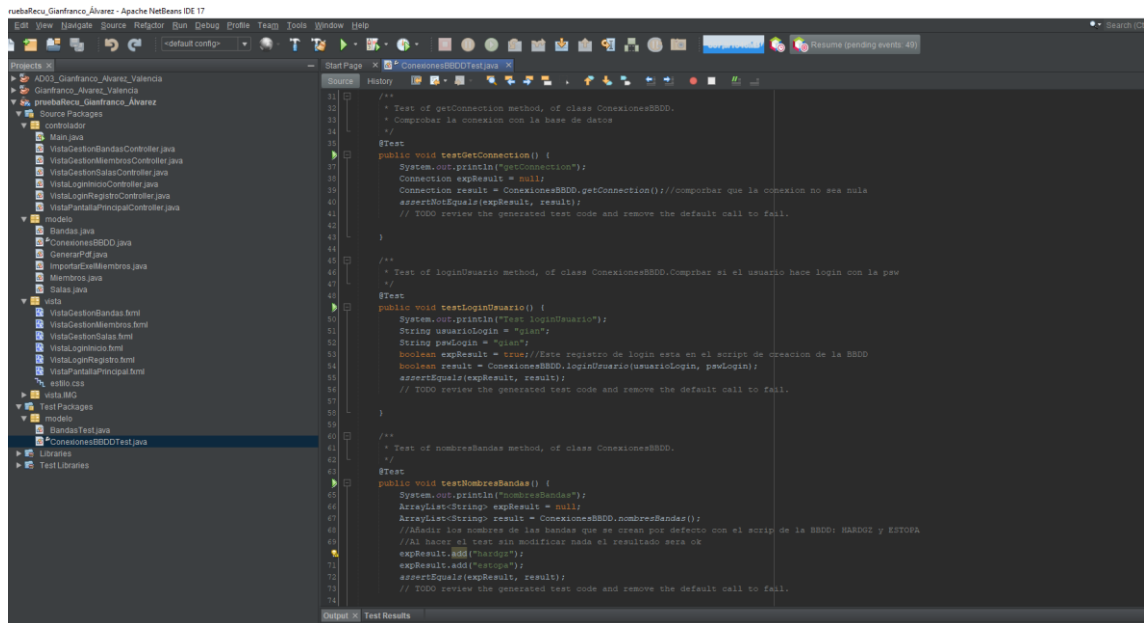 pruebaRecu_Gianfranco_Álvarez - Apache NetBeans IDE 17
Edit View Navigate Source Refactor Run Debug Profile Team Tools Window Help
Search (C
<default config>
Resume (pending events: 49)
Projects ×
Start Page × ConexionesBBDDTest.java ×
AD03_Gianfranco_Alvarez_Valencia
Gianfranco_Alvarez_Valencia
pruebaRecu_Gianfranco_Álvarez
Source Packages
controlador
Main.java
VistaGestionBandasController.java
VistaGestionMiembrosController.java
VistaGestionSalasController.java
VistaLoginInicioController.java
VistaLoginRegistroController.java
VistaPantallaPrincipalController.java
modelo
Bandas.java
ConexionesBBDD.java
GenerarPdf.java
ImportarExelMiembros.java
Miembros.java
Salas.java
vista
VistaGestionBandas.fxml
VistaGestionMiembros.fxml
VistaGestionSalas.fxml
VistaLoginInicio.fxml
VistaLoginRegistro.fxml
VistaPantallaPrincipal.fxml
estilo.css
vista.IMG
Test Packages
modelo
BandasTest.java
ConexionesBBDDTest.java
Libraries
Test Libraries
Source History
31 /**
32 * Test of getConnection method, of class ConexionesBBDD.
33 * Comprobar la conexion con la base de datos
34 */
35 @Test
public void testGetConnection() {
37 System.out.println("getConnection");
38 Connection expResult = null;
39 Connection result = ConexionesBBDD.getConnection();//comporbar que la conexion no sea nula
40 assertNotEquals(expResult, result);
41 // TODO review the generated test code and remove the default call to fail.
42
43 }
44
45 /**
46 * Test of loginUsuario method, of class ConexionesBBDD.Comprbar si el usuario hace login con la psw
47 */
48 @Test
public void testLoginUsuario() {
50 System.out.println("Test loginUsuario");
51 String usuarioLogin = "gian";
52 String pswLogin = "gian";
53 boolean expResult = true;//Este registro de login esta en el script de creacion de la BBDD
54 boolean result = ConexionesBBDD.loginUsuario(usuarioLogin, pswLogin);
55 assertEquals(expResult, result);
56 // TODO review the generated test code and remove the default call to fail.
57
58 }
59
60 /**
61 * Test of nombresBandas method, of class ConexionesBBDD.
62 */
63 @Test
public void testNombresBandas() {
65 System.out.println("nombresBandas");
66 ArrayList<String> expResult = null;
67 ArrayList<String> result = ConexionesBBDD.nombresBandas();
68 //Añadir los nombres de las bandas que se crean por defecto con el scrip de la BBDD: HARDGZ y ESTOPA
69 //Al hacer el test sin modificar nada el resultado sera ok
expResult.add("hardgz");
71 expResult.add("estopa");
72 assertEquals(expResult, result);
73 // TODO review the generated test code and remove the default call to fail.
74
Output × Test Results